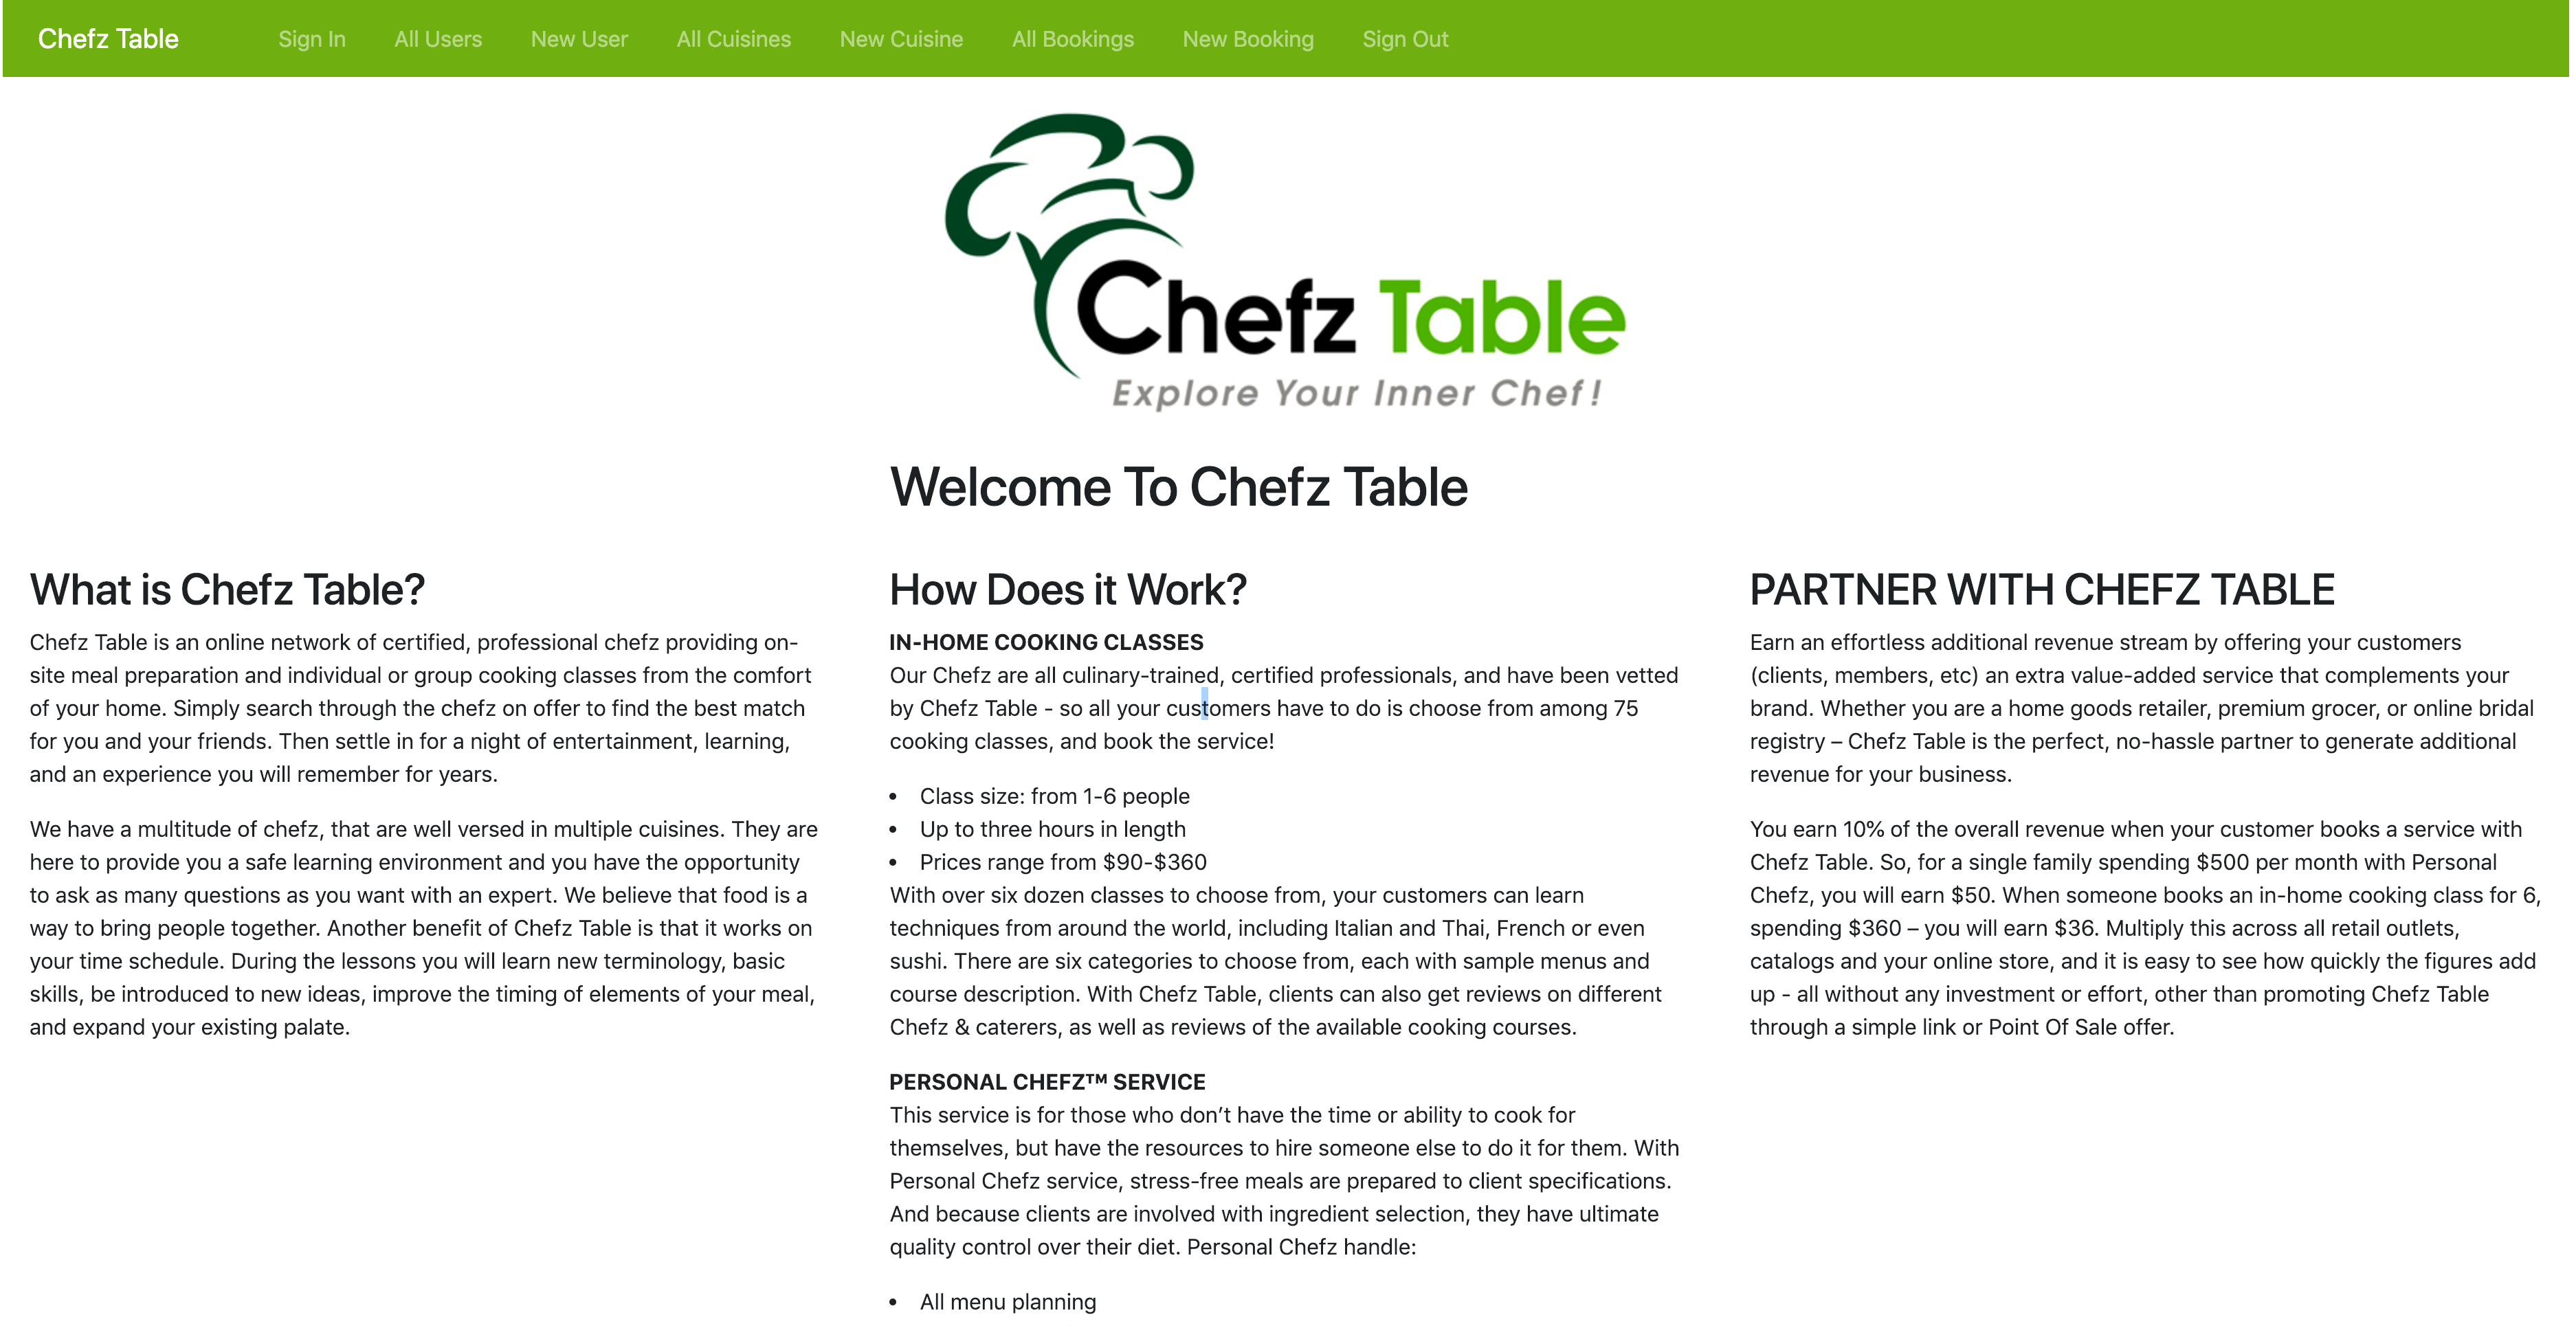 Chefz Table
Sign In
All Users
New User
All Cuisines
New Cuisine
All Bookings
New Booking
Sign Out
Chefz Table
Explore Your Inner Chef!
Welcome To Chefz Table
What is Chefz Table?
Chefz Table is an online network of certified, professional chefz providing on-
site meal preparation and individual or group cooking classes from the comfort
of your home. Simply search through the chefz on offer to find the best match
for you and your friends. Then settle in for a night of entertainment, learning,
and an experience you will remember for years.
We have a multitude of chefz, that are well versed in multiple cuisines. They are
here to provide you a safe learning environment and you have the opportunity
to ask as many questions as you want with an expert. We believe that food is a
way to bring people together. Another benefit of Chefz Table is that it works on
your time schedule. During the lessons you will learn new terminology, basic
skills, be introduced to new ideas, improve the timing of elements of your meal,
and expand your existing palate.
How Does it Work?
IN-HOME COOKING CLASSES
Our Chefz are all culinary-trained, certified professionals, and have been vetted
by Chefz Table - so all your customers have to do is choose from among 75
cooking classes, and book the service!
• Class size: from 1-6 people
• Up to three hours in length
• Prices range from $90-$360
With over six dozen classes to choose from, your customers can learn
techniques from around the world, including Italian and Thai, French or even
sushi. There are six categories to choose from, each with sample menus and
course description. With Chefz Table, clients can also get reviews on different
Chefz & caterers, as well as reviews of the available cooking courses.
PERSONAL CHEFZ™ SERVICE
This service is for those who don’t have the time or ability to cook for
themselves, but have the resources to hire someone else to do it for them. With
Personal Chefz service, stress-free meals are prepared to client specifications.
And because clients are involved with ingredient selection, they have ultimate
quality control over their diet. Personal Chefz handle:
• All menu planning
PARTNER WITH CHEFZ TABLE
Earn an effortless additional revenue stream by offering your customers
(clients, members, etc) an extra value-added service that complements your
brand. Whether you are a home goods retailer, premium grocer, or online bridal
registry – Chefz Table is the perfect, no-hassle partner to generate additional
revenue for your business.
You earn 10% of the overall revenue when your customer books a service with
Chefz Table. So, for a single family spending $500 per month with Personal
Chefz, you will earn $50. When someone books an in-home cooking class for 6,
spending $360 – you will earn $36. Multiply this across all retail outlets,
catalogs and your online store, and it is easy to see how quickly the figures add
up - all without any investment or effort, other than promoting Chefz Table
through a simple link or Point Of Sale offer.